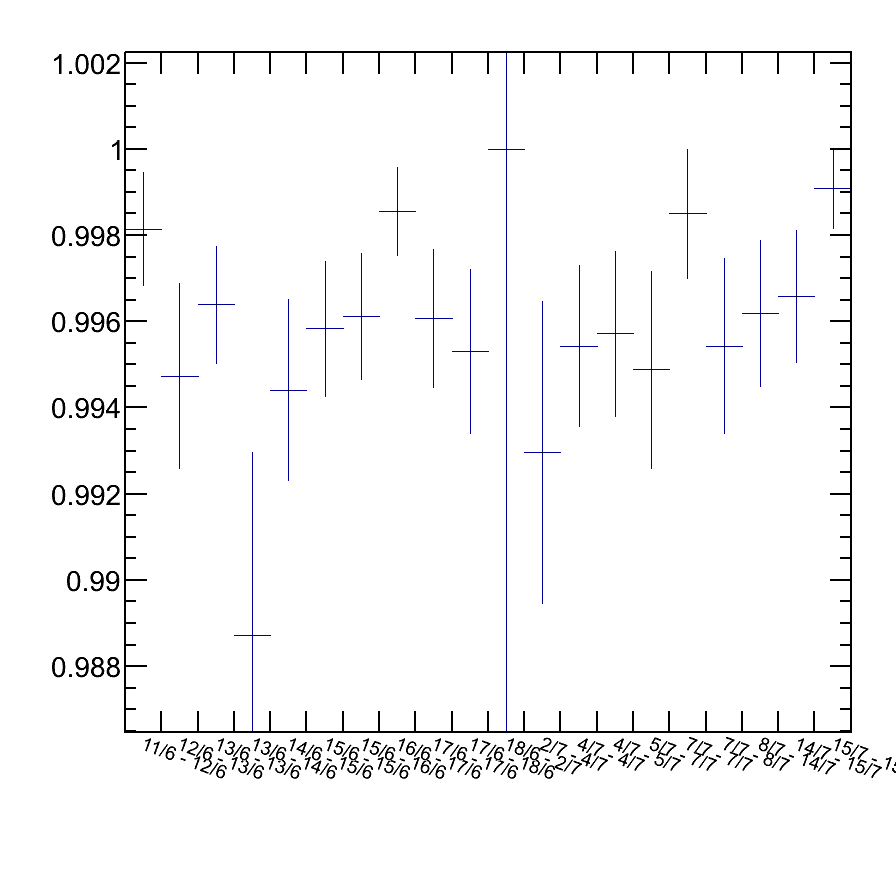 1.002
1
0.998
0.996
0.994
0.992
0.99
0.988
11/6 - 12/6
12/6 - 13/6
13/6 - 13/6
13/6 - 14/6
14/6 - 15/6
15/6 - 15/6
15/6 - 16/6
16/6 - 17/6
17/6 - 17/6
17/6 - 18/6
18/6 - 2/7
2/7 - 4/7
4/7 - 4/7
4/7 - 5/7
5/7 - 7/7
7/7 - 7/7
7/7 - 8/7
8/7 - 14/7
14/7 - 15/7
15/7 - 15